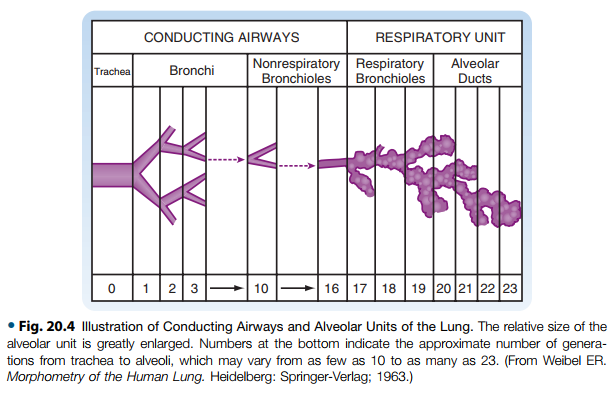 CONDUCTING AIRWAYS
RESPIRATORY UNIT
Trachea
Bronchi
Nonrespiratory
Bronchioles
Respiratory
Bronchioles
Alveolar
Ducts
0 1 2 3 10 16 17 18 19 20 21 22 23
• Fig. 20.4 Illustration of Conducting Airways and Alveolar Units of the Lung. The relative size of the
alveolar unit is greatly enlarged. Numbers at the bottom indicate the approximate number of genera-
tions from trachea to alveoli, which may vary from as few as 10 to as many as 23. (From Weibel ER.
Morphometry of the Human Lung. Heidelberg: Springer-Verlag; 1963.)